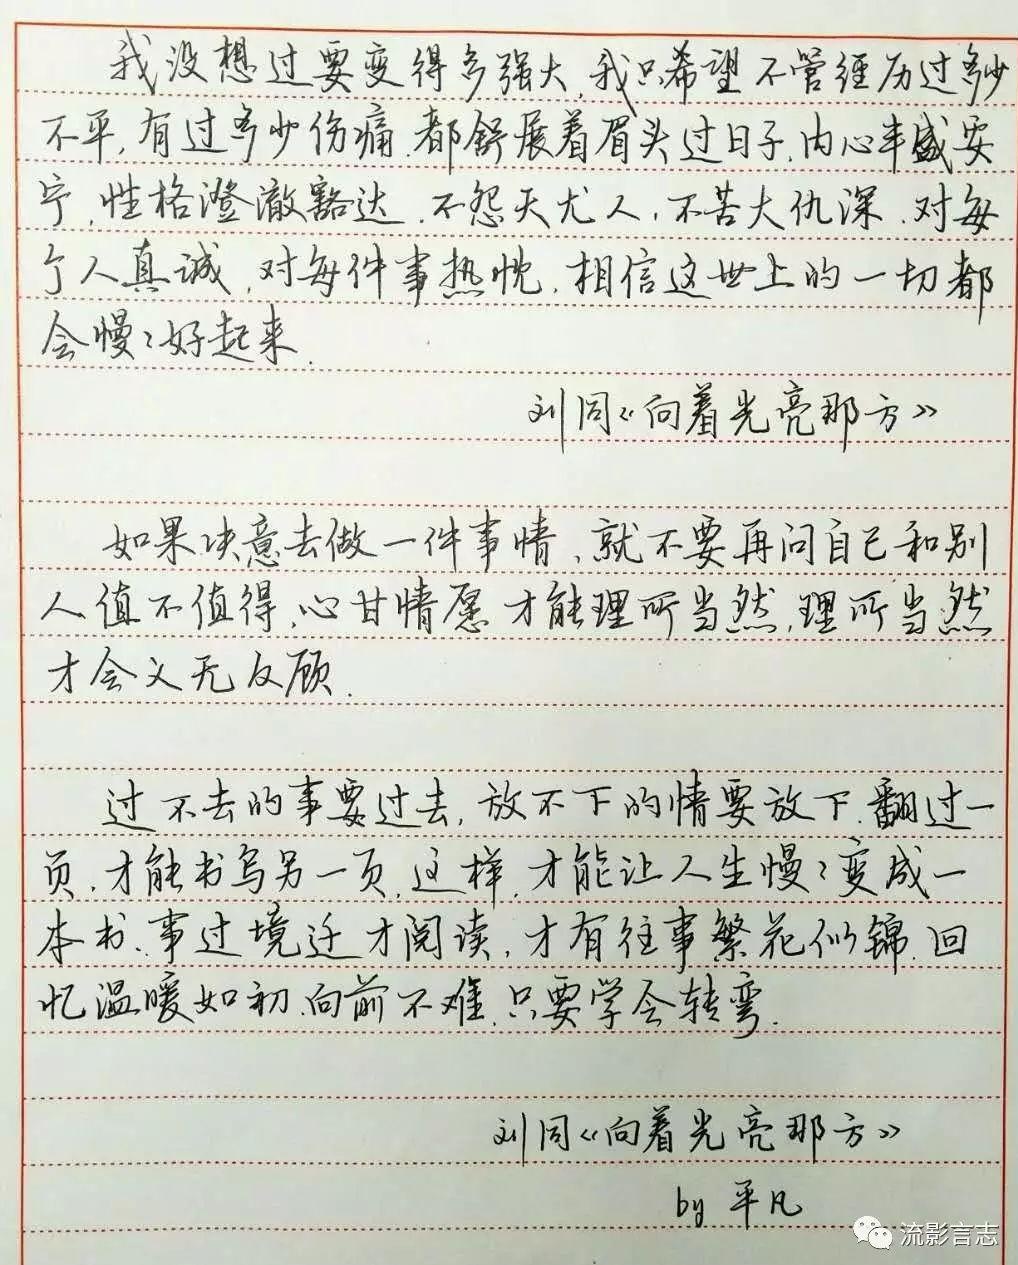 我没想过要变得多强大,我只希望不管经历过多少
不平,有过多少伤痛.都舒展着眉头过日子.内心丰盛安
宁,性格澄澈豁达.不怨天尤人,不苦大仇深.对每
个人真诚,对每件事热忱.相信这世上的一切都
会慢々好起来.
刘同《向着光亮那方》
如果决意去做一件事情,就不要再问自己和别
人值不值得,心甘情愿才能理所当然,理所当然
才会义无反顾.
过不去的事要过去,放不下的情要放下.翻过一
页,才能书写另一页,这样,才能让人生慢々变成一
本书.事过境迁才阅读,才有往事繁花似锦.回
忆温暖如初.向前不难,只要学会转弯.
刘同《向着光亮那方》
by 平凡
流影言志